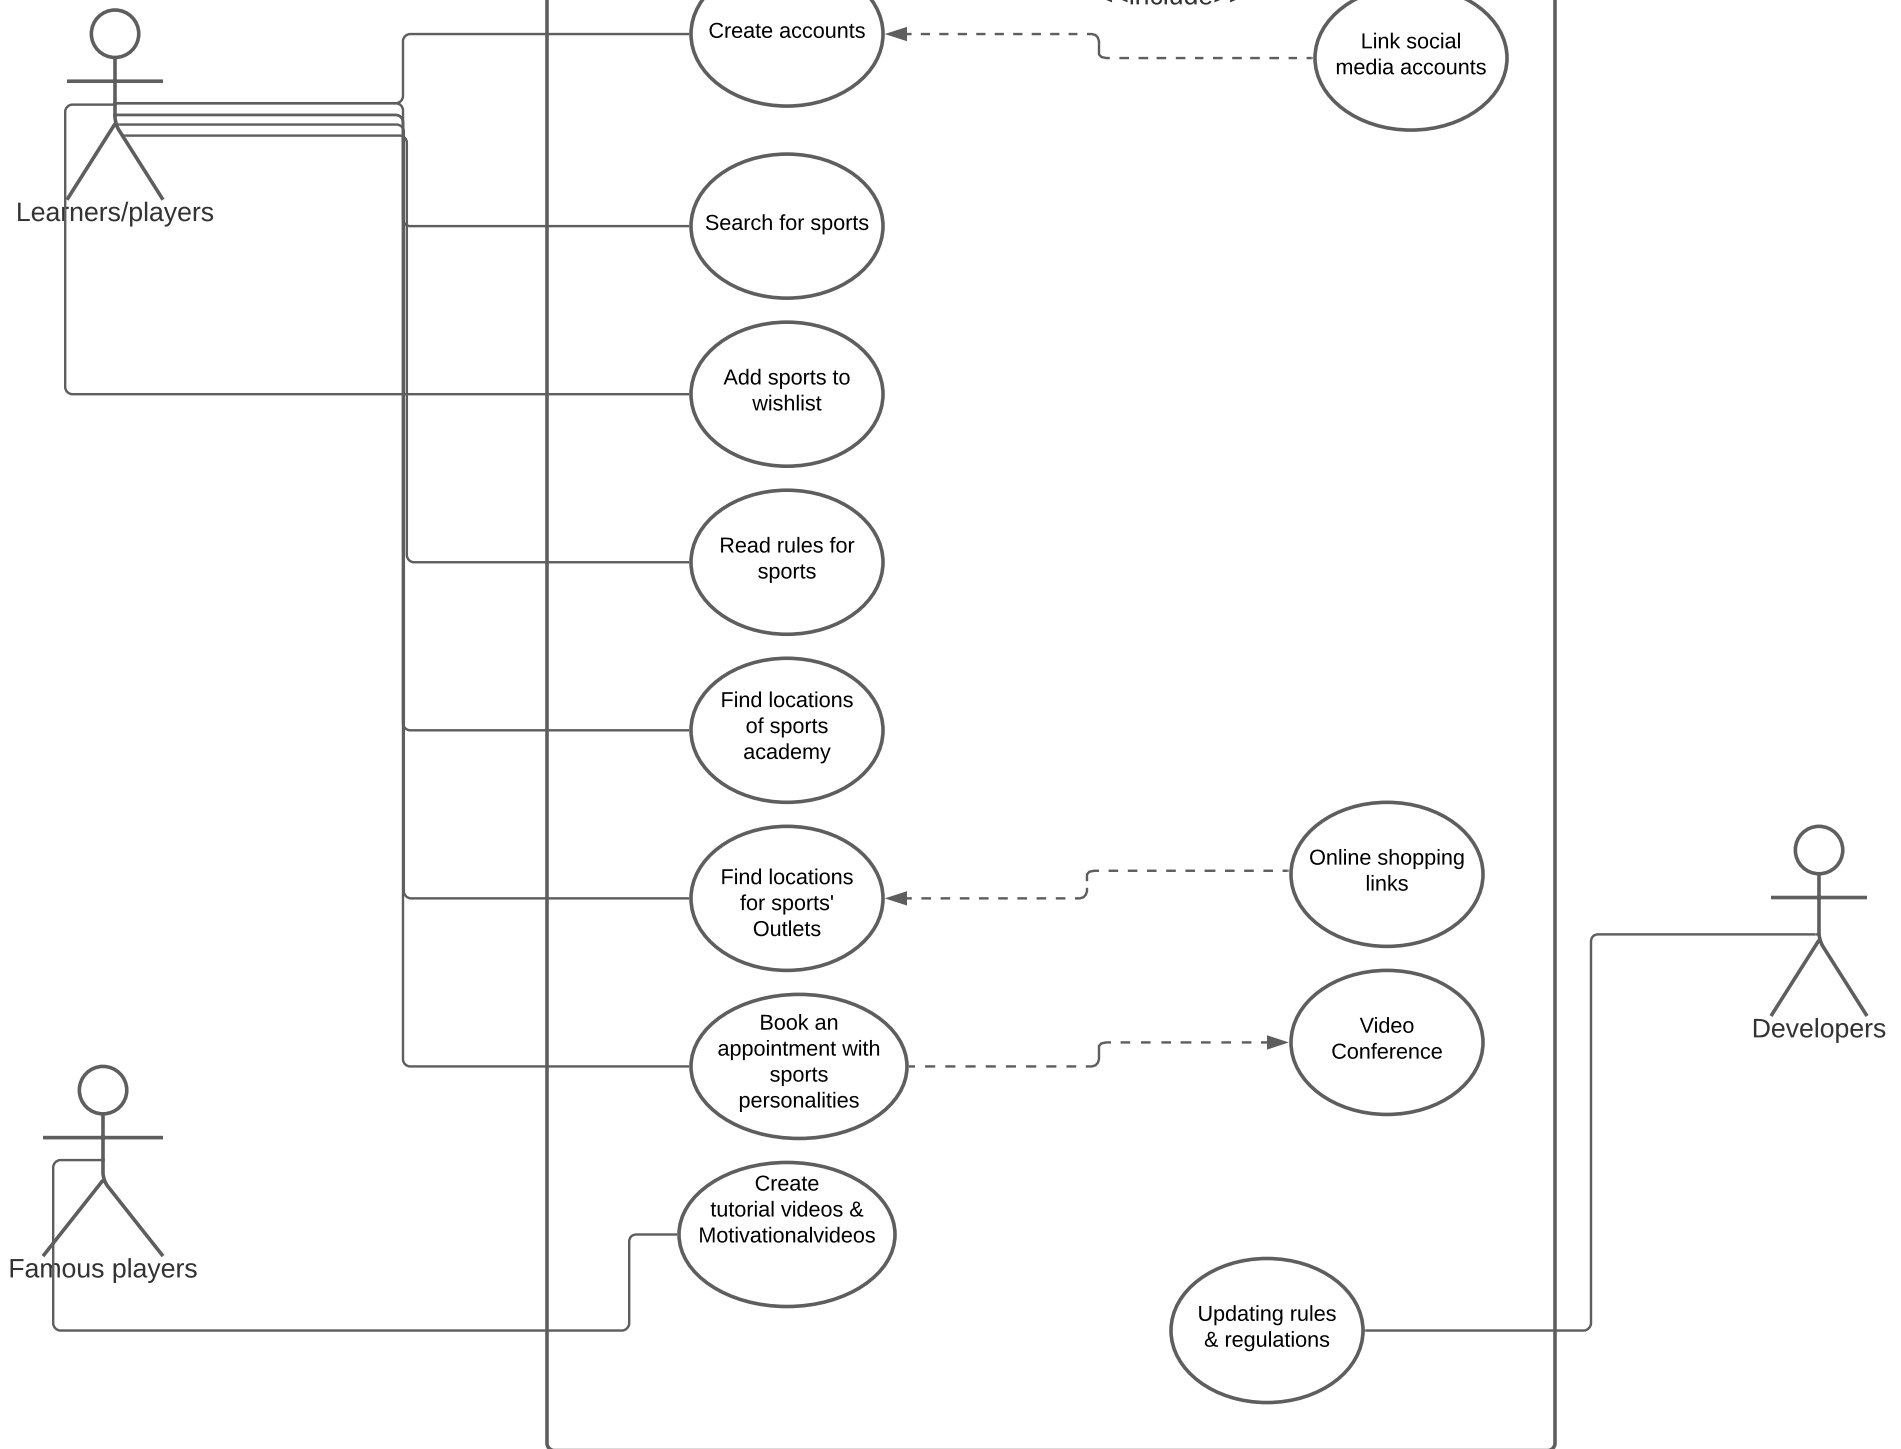 <<include>>
Create accounts
Link social
media accounts
Learners/players
Search for sports
Add sports to
wishlist
Read rules for
sports
Find locations
of sports
academy
Online shopping
links
Find locations
for sports'
Outlets
Developers
Video
Conference
Book an
appointment with
sports
personalities
Create
tutorial videos &
Motivationalvideos
Famous players
Updating rules
& regulations